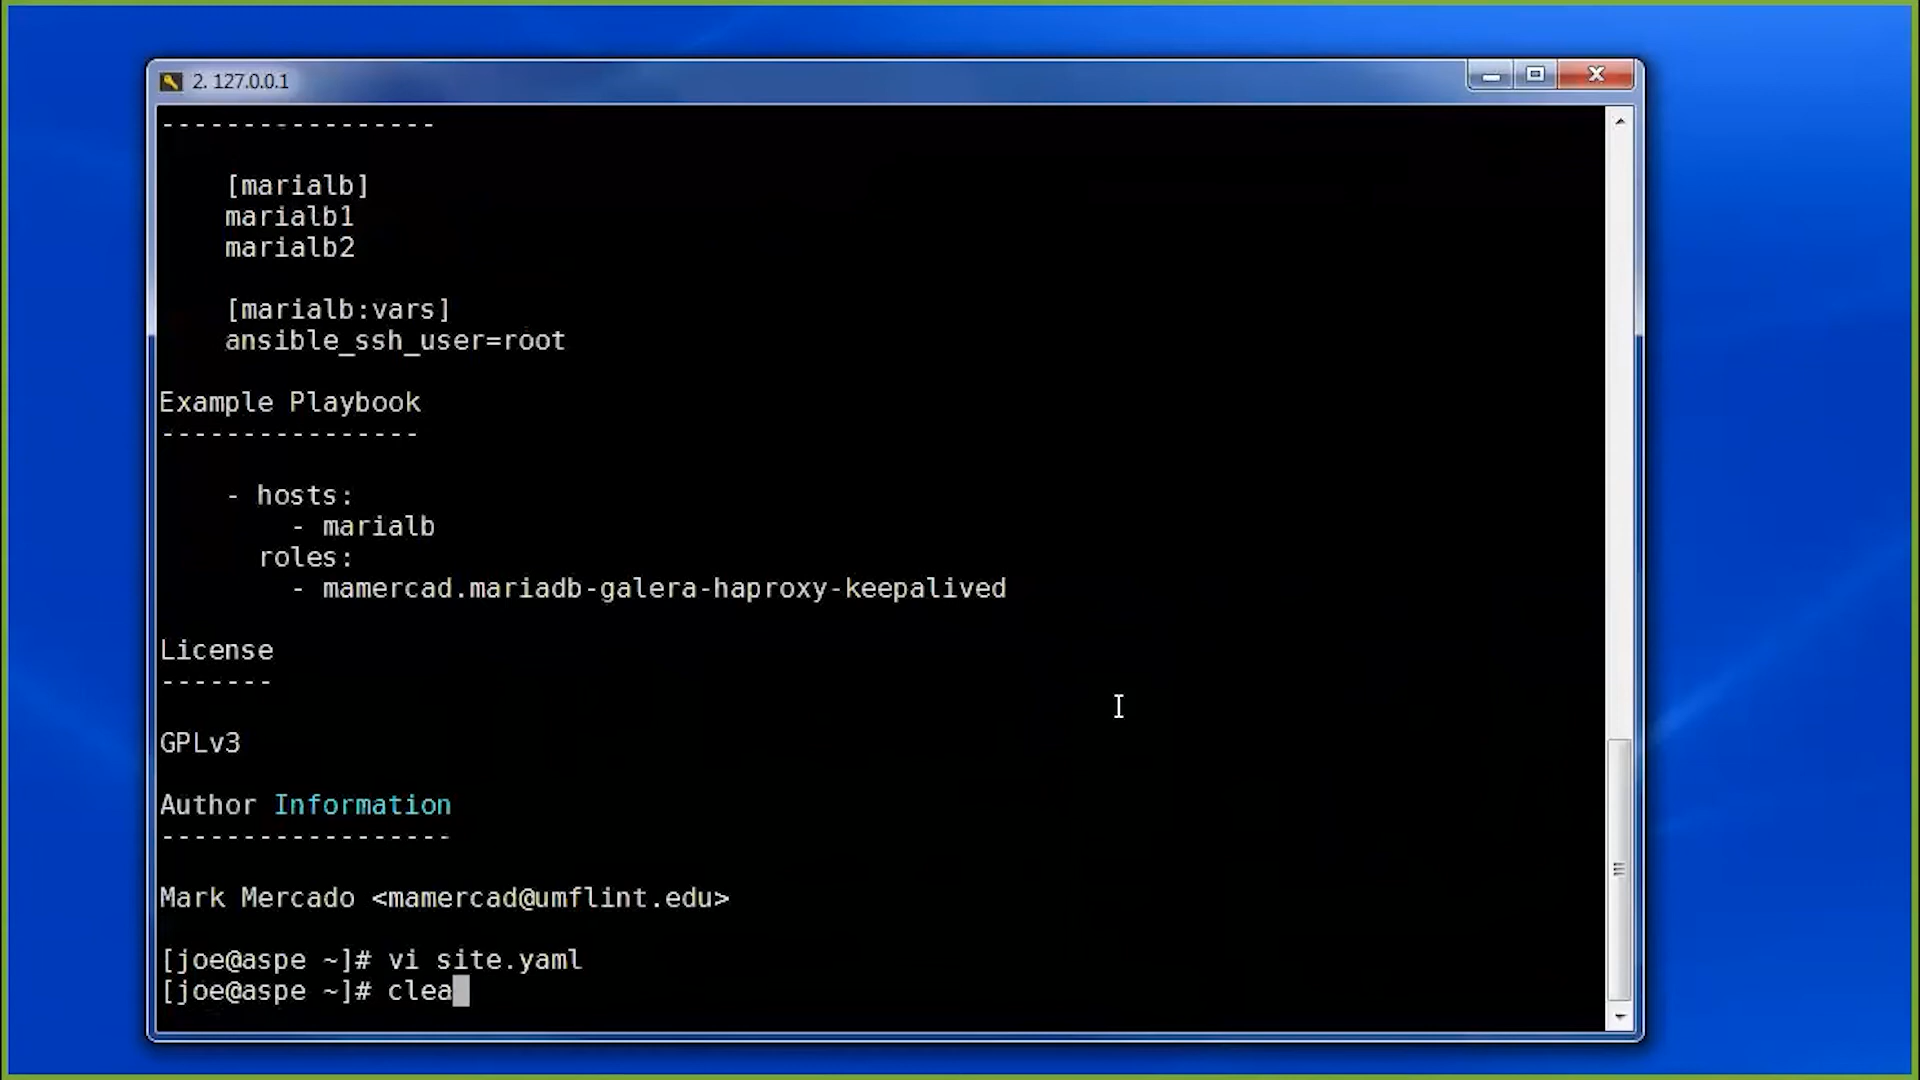 2. 127.0.0.1
-----------------
[marialb]
marialb1
marialb2
[marialb:vars]
ansible_ssh_user=root
Example Playbook
----------------
- hosts:
- marialb
roles:
- mamercad.mariadb-galera-haproxy-keepalived
License
-------
GPLv3
Author Information
------------------
Mark Mercado <mamercad@umflint.edu>
[joe@aspe ~]# vi site.yaml
[joe@aspe ~]# clea